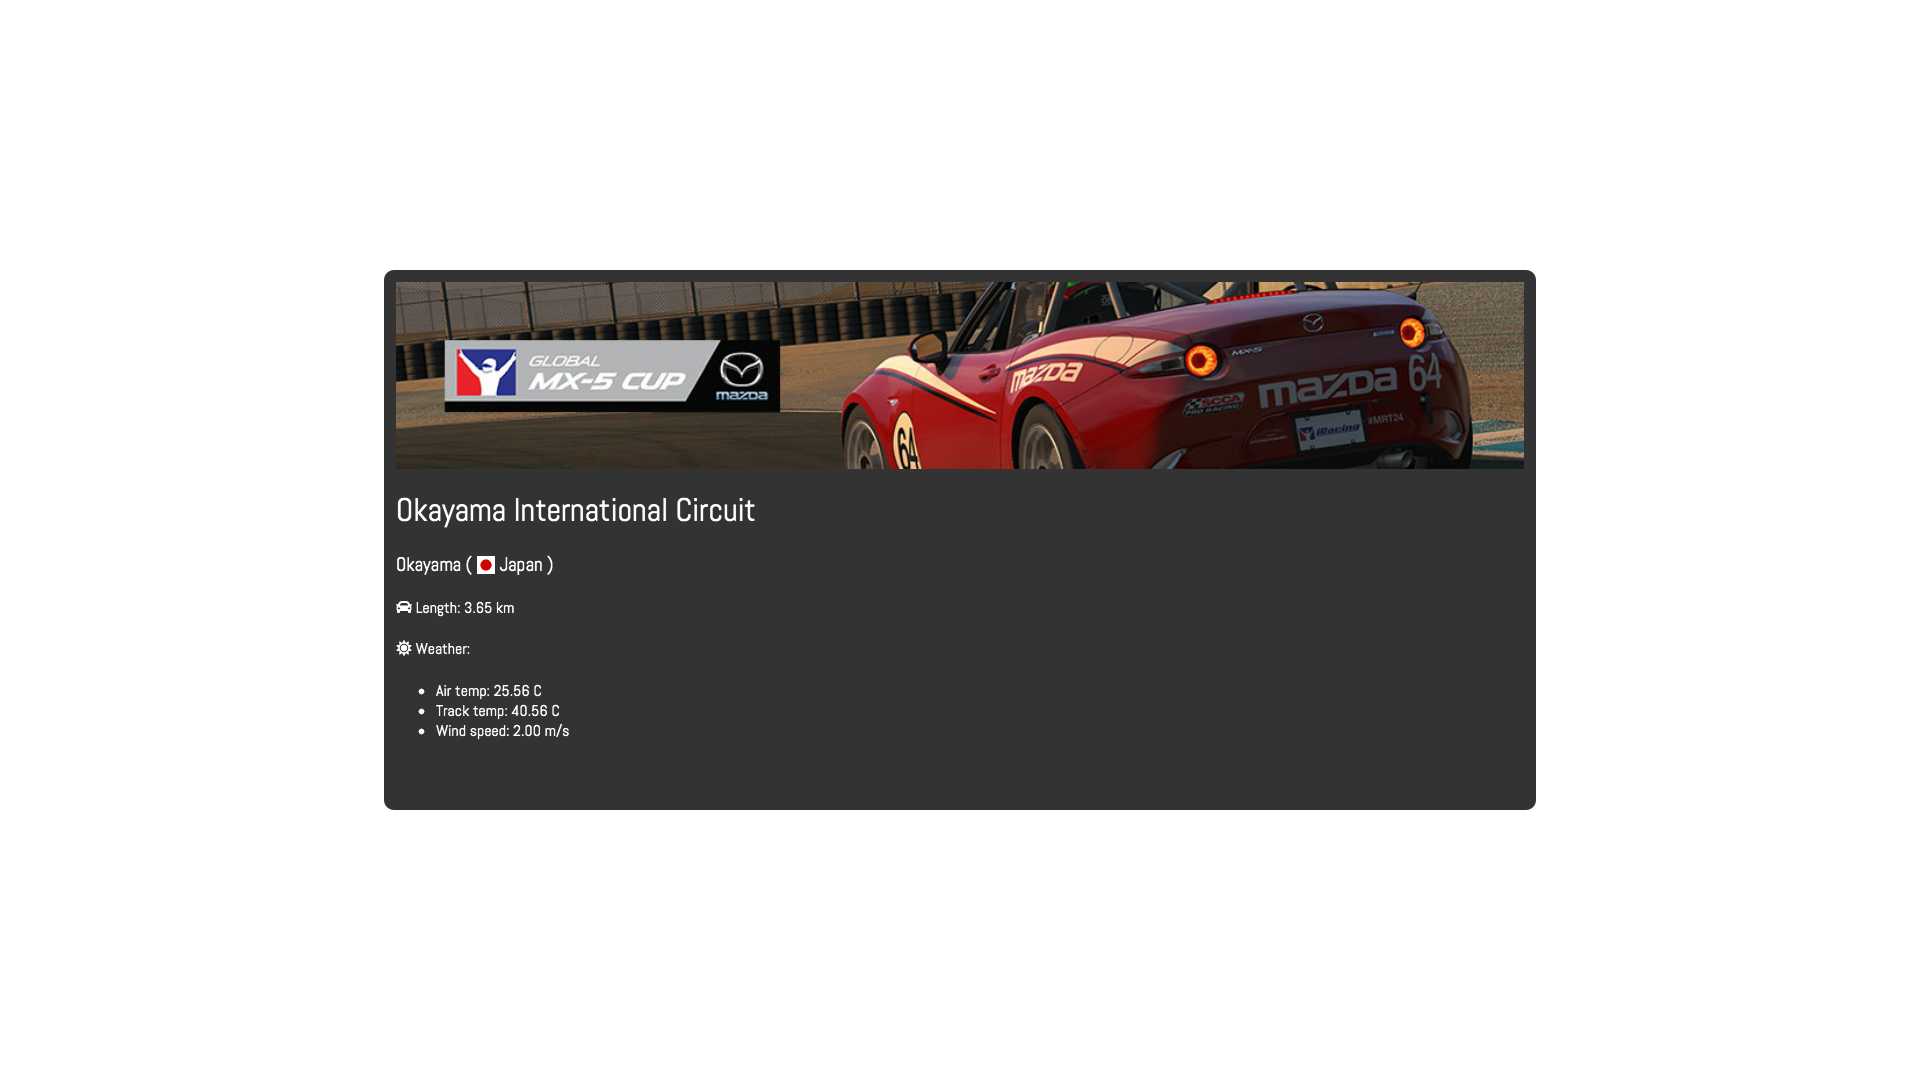 GLOBAL
MX-5 CUP
mazda
mazda
MX-5
mazda 64
SCCA
PRO RACING
iRacing
#MRT24
64
Okayama International Circuit
Okayama ( Japan )
Length: 3.65 km
Weather:
Air temp: 25.56 C
Track temp: 40.56 C
Wind speed: 2.00 m/s